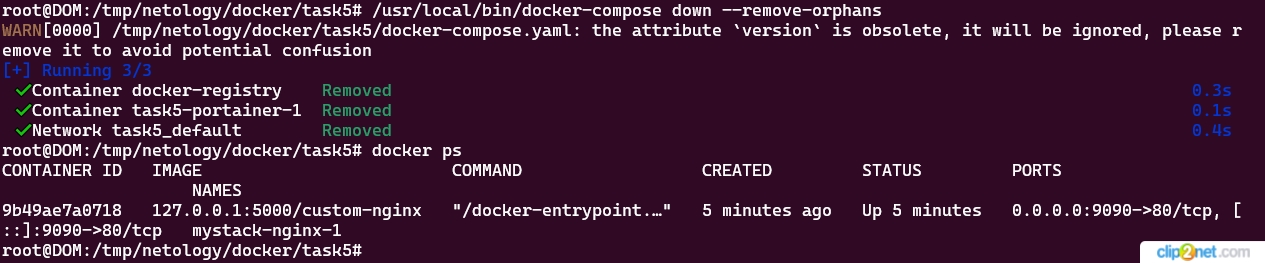 root@DOM:/tmp/netology/docker/task5# /usr/local/bin/docker-compose down --remove-orphans
WARN[0000] /tmp/netology/docker/task5/docker-compose.yaml: the attribute `version` is obsolete, it will be ignored, please r
emove it to avoid potential confusion
[+] Running 3/3
✔Container docker-registry    Removed    0.3s
✔Container task5-portainer-1  Removed    0.1s
✔Network task5_default        Removed    0.4s
root@DOM:/tmp/netology/docker/task5# docker ps
CONTAINER ID   IMAGE                         COMMAND                  CREATED         STATUS         PORTS
                   NAMES
9b49ae7a0718   127.0.0.1:5000/custom-nginx   "/docker-entrypoint.…"   5 minutes ago   Up 5 minutes   0.0.0.0:9090->80/tcp, [
::]:9090->80/tcp   mystack-nginx-1
root@DOM:/tmp/netology/docker/task5#
clip2net.com